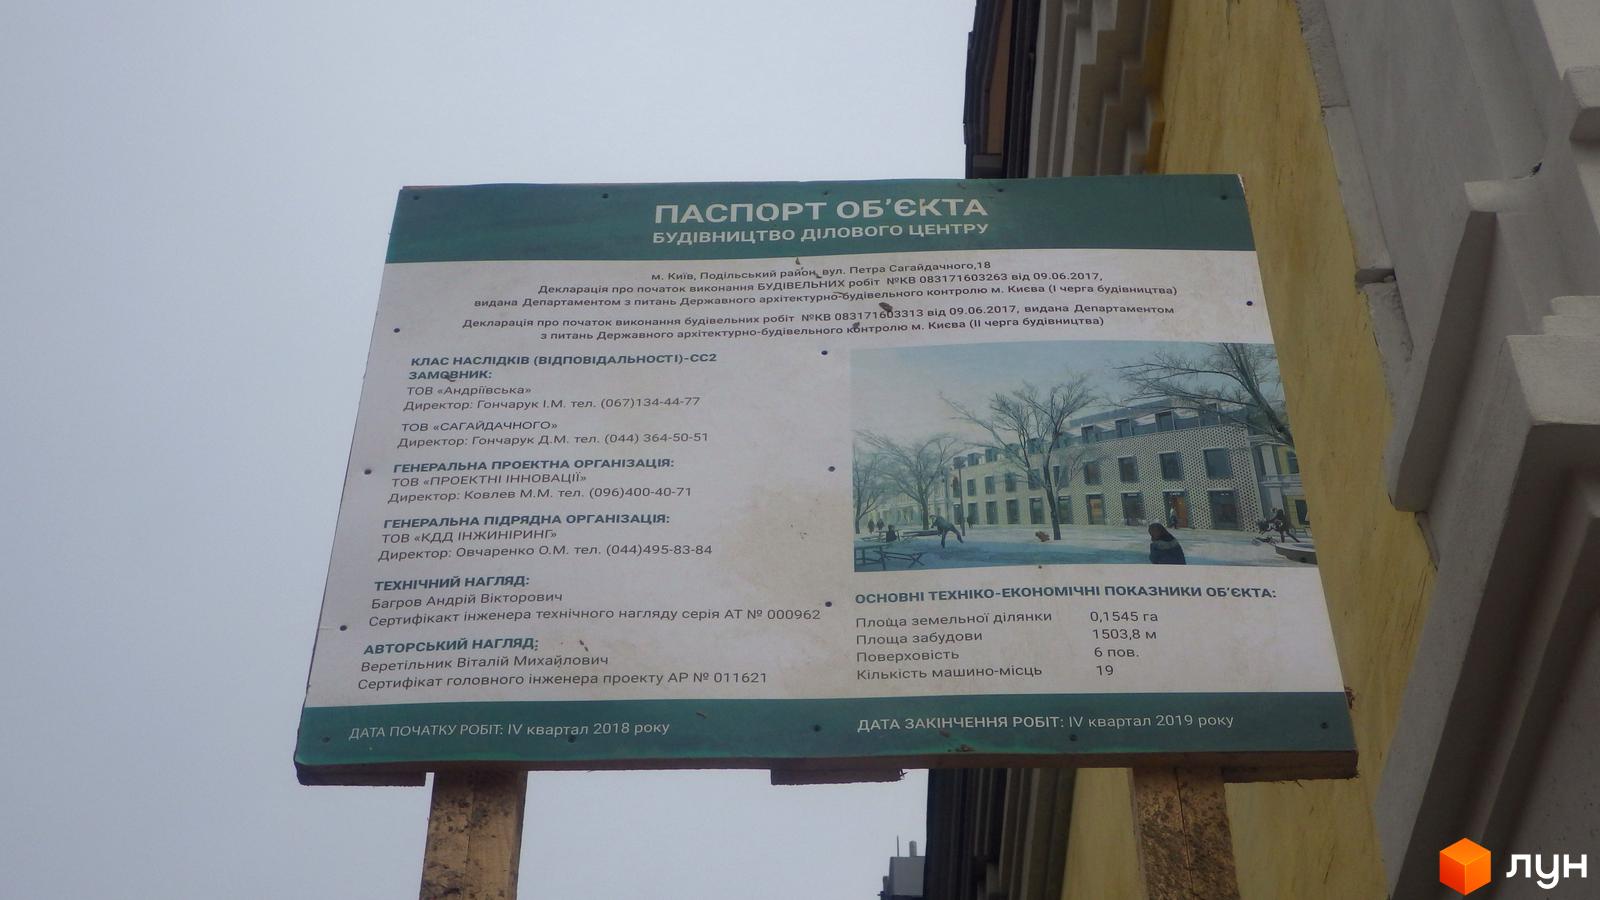 ПАСПОРТ ОБ'ЄКТА
БУДІВНИЦТВО ДІЛОВОГО ЦЕНТРУ
м. Київ, Подільський район, вул. Петра Сагайдачного,18
Декларація про початок виконання БУДІВЕЛЬНИХ робіт №КВ 083171603263 від 09.06.2017,
видана Департаментом з питань Державного архітектурно-будівельного контролю м. Києва (І черга будівництва)
Декларація про початок виконання будівельних робіт №КВ 083171603313 від 09.06.2017, видана Департаментом
з питань Державного архітектурно-будівельного контролю м. Києва (ІІ черга будівництва)
КЛАС НАСЛІДКІВ (ВІДПОВІДАЛЬНОСТІ)-СС2
ЗАМОВНИК:
ТОВ «Андріївська»
Директор: Гончарук І.М. тел. (067)134-44-77
ТОВ «САГАЙДАЧНОГО»
Директор: Гончарук Д.М. тел. (044) 364-50-51
ГЕНЕРАЛЬНА ПРОЕКТНА ОРГАНІЗАЦІЯ:
ТОВ «ПРОЕКТНІ ІННОВАЦІЇ»
Директор: Ковлев М.М. тел. (096)400-40-71
ГЕНЕРАЛЬНА ПІДРЯДНА ОРГАНІЗАЦІЯ:
ТОВ «КДД ІНЖИНІРИНГ»
Директор: Овчаренко О.М. тел. (044)495-83-84
ТЕХНІЧНИЙ НАГЛЯД:
Багров Андрій Вікторович
Сертифікакт інженера технічного нагляду серія АТ № 000962
АВТОРСЬКИЙ НАГЛЯД:
Веретільник Віталій Михайлович
Сертифікат головного інженера проекту АР № 011621
ОСНОВНІ ТЕХНІКО-ЕКОНОМІЧНІ ПОКАЗНИКИ ОБ'ЄКТА:
Площа земельної ділянки 0,1545 га
Площа забудови 1503,8 м
Поверховість 6 пов.
Кількість машино-місць 19
ДАТА ПОЧАТКУ РОБІТ: IV квартал 2018 року
ДАТА ЗАКІНЧЕННЯ РОБІТ: IV квартал 2019 року
лун